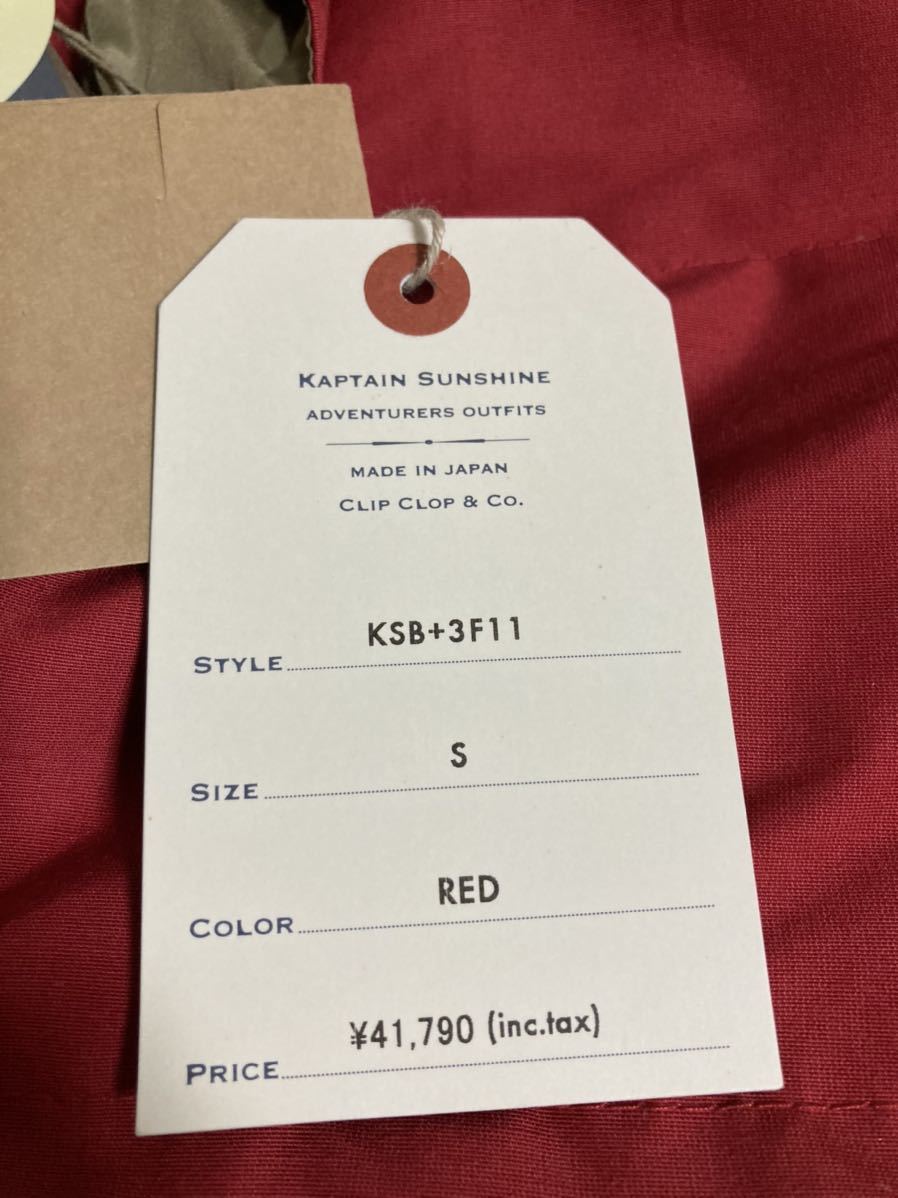 KAPTAIN SUNSHINE
ADVENTURERS OUTFITS
MADE IN JAPAN
CLIP CLOP & CO.
STYLE KSB+3F11
SIZE S
COLOR RED
PRICE ¥41,790 (inc.tax)